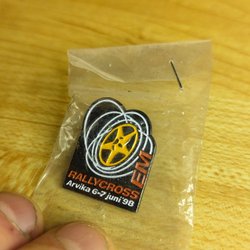 RALLYCROSS EM
Arvika 6-7 juni '98